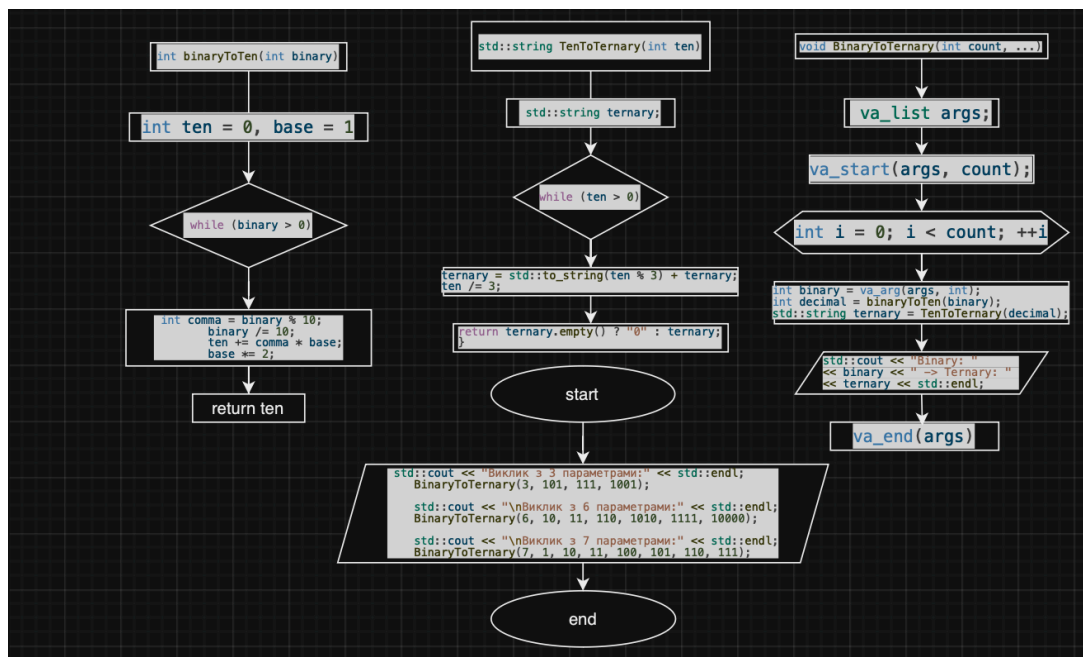 int binaryToTen(int binary)
int ten = 0, base = 1
while (binary > 0)
int comma = binary % 10;
binary /= 10;
ten += comma * base;
base *= 2;
return ten
std::string TenToTernary(int ten)
std::string ternary;
while (ten > 0)
ternary = std::to_string(ten % 3) + ternary;
ten /= 3;
return ternary.empty() ? "0" : ternary;
}
void BinaryToTernary(int count, ...)
va_list args;
va_start(args, count);
int i = 0; i < count; ++i
int binary = va_arg(args, int);
int decimal = binaryToTen(binary);
std::string ternary = TenToTernary(decimal);
std::cout << "Binary: "
<< binary << " -> Ternary: "
<< ternary << std::endl;
va_end(args)
start
std::cout << "Виклик з 3 параметрами:" << std::endl;
BinaryToTernary(3, 101, 111, 1001);
std::cout << "\nВиклик з 6 параметрами:" << std::endl;
BinaryToTernary(6, 10, 11, 110, 1010, 1111, 10000);
std::cout << "\nВиклик з 7 параметрами:" << std::endl;
BinaryToTernary(7, 1, 10, 11, 100, 101, 110, 111);
end